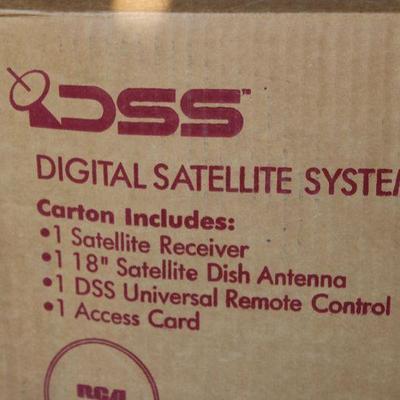 DSS™
DIGITAL SATELLITE SYSTEM
Carton Includes:
•1 Satellite Receiver
•1 18" Satellite Dish Antenna
•1 DSS Universal Remote Control
•1 Access Card
RCA